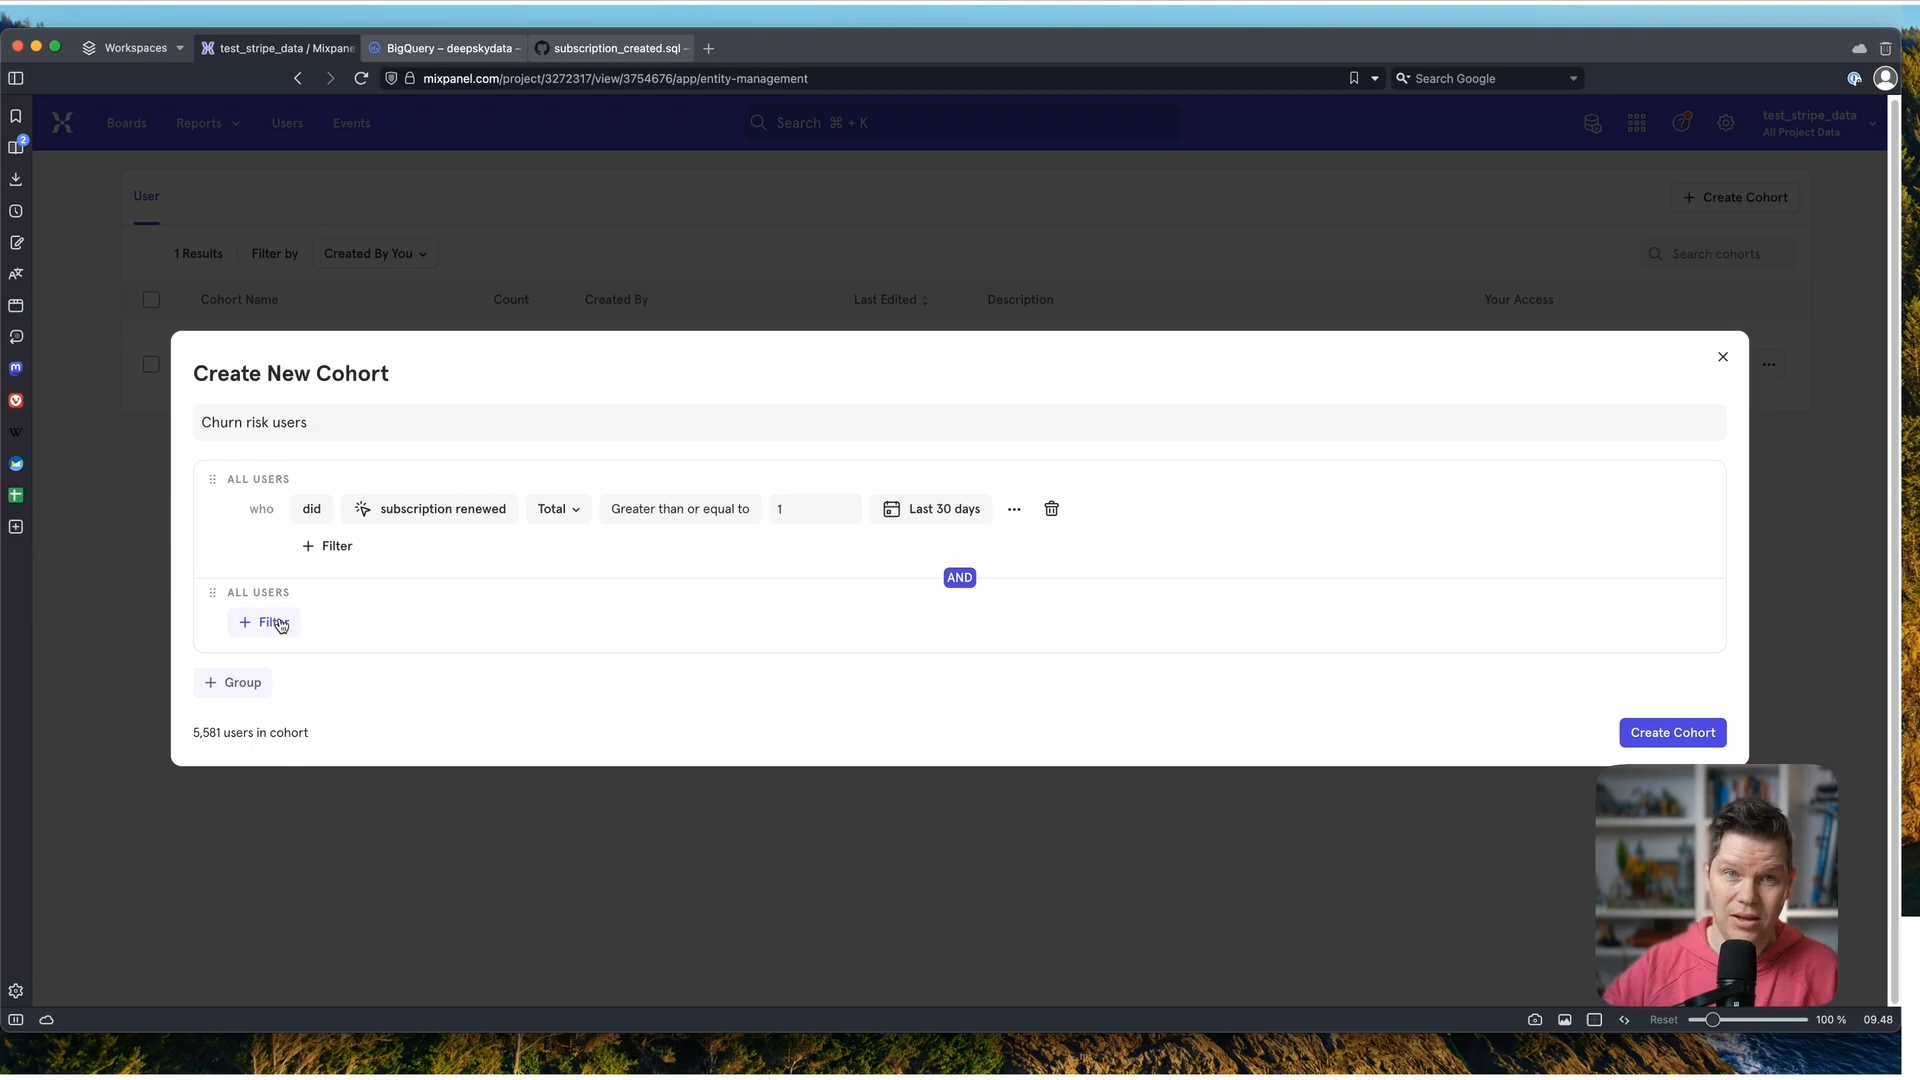 Workspaces
test_stripe_data / Mixpane
BigQuery – deepskydata -
subscription_created.sql -
mixpanel.com/project/3272317/view/3754676/app/entity-management
Search Google
2
Boards
Reports
Users
Events
Search ⌘ + K
test_stripe_data
All Project Data
User
+ Create Cohort
1 Results
Filter by
Created By You
Search cohorts
Cohort Name
Count
Created By
Last Edited
Description
Your Access
Create New Cohort
Churn risk users
ALL USERS
who did subscription renewed Total Greater than or equal to 1 Last 30 days
+ Filter
AND
ALL USERS
+ Filter
+ Group
5,581 users in cohort
Create Cohort
Reset
100 %
09.48